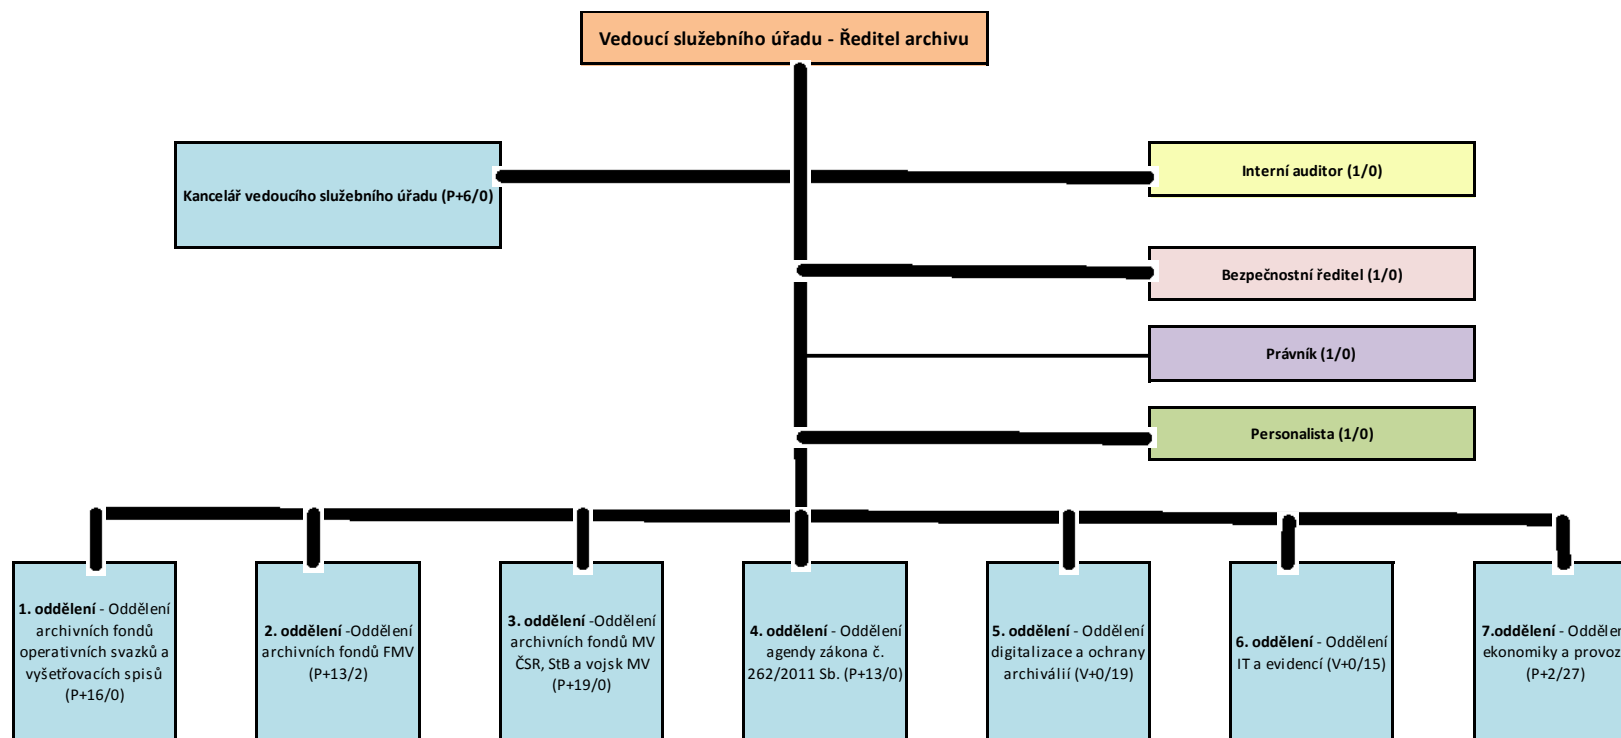 Vedoucí služebního úřadu - Ředitel archivu
Kancelář vedoucího služebního úřadu (P+6/0)
Interní auditor (1/0)
Bezpečnostní ředitel (1/0)
Právník (1/0)
Personalista (1/0)
1. oddělení - Oddělení
archivních fondů
operativních svazků a
vyšetřovacích spisů
(P+16/0)
2. oddělení -Oddělení
archivních fondů FMV
(P+13/2)
3. oddělení -Oddělení
archivních fondů MV
ČSR, StB a vojsk MV
(P+19/0)
4. oddělení - Oddělení
agendy zákona č.
262/2011 Sb. (P+13/0)
5. oddělení - Oddělení
digitalizace a ochrany
archiválií (V+0/19)
6. oddělení - Oddělení
IT a evidencí (V+0/15)
7.oddělení - Odděle
ekonomiky a provoz
(P+2/27)